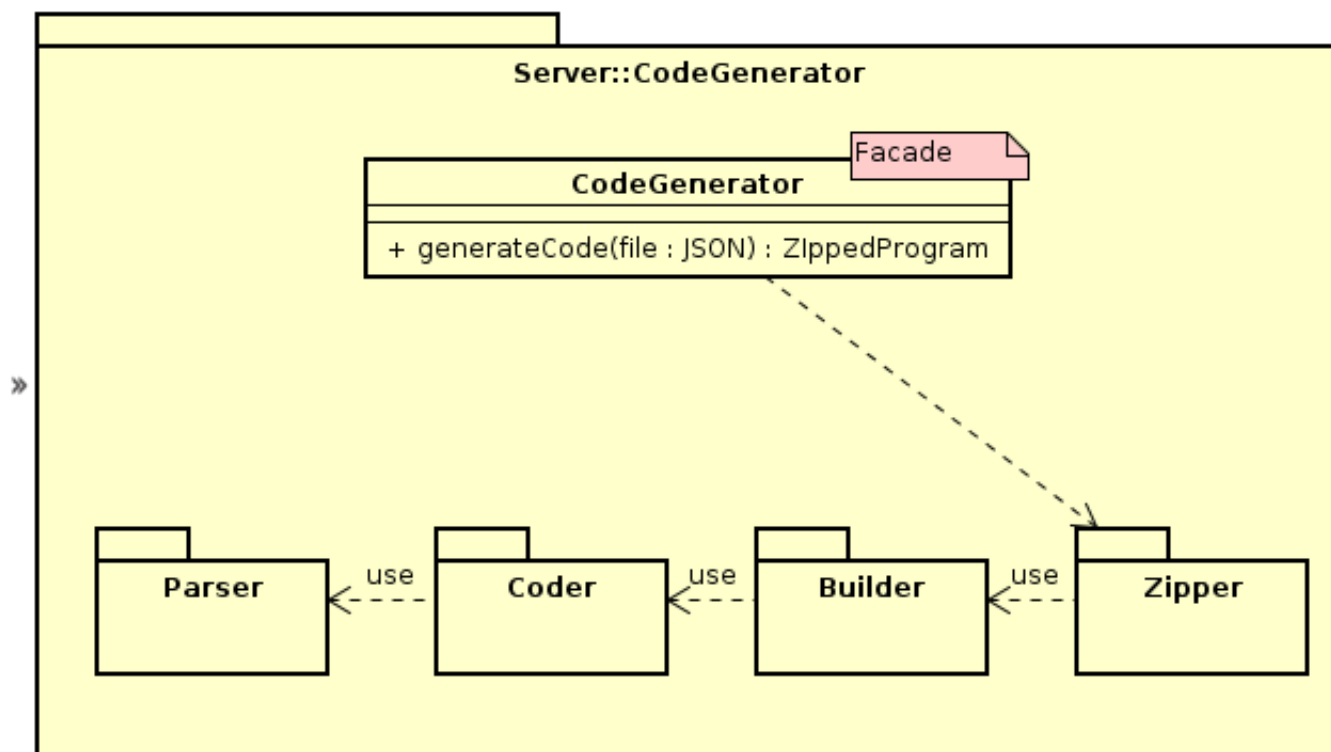 Server::CodeGenerator
Facade
CodeGenerator
+ generateCode(file : JSON) : ZIppedProgram
»
use
use
use
Parser
Coder
Builder
Zipper